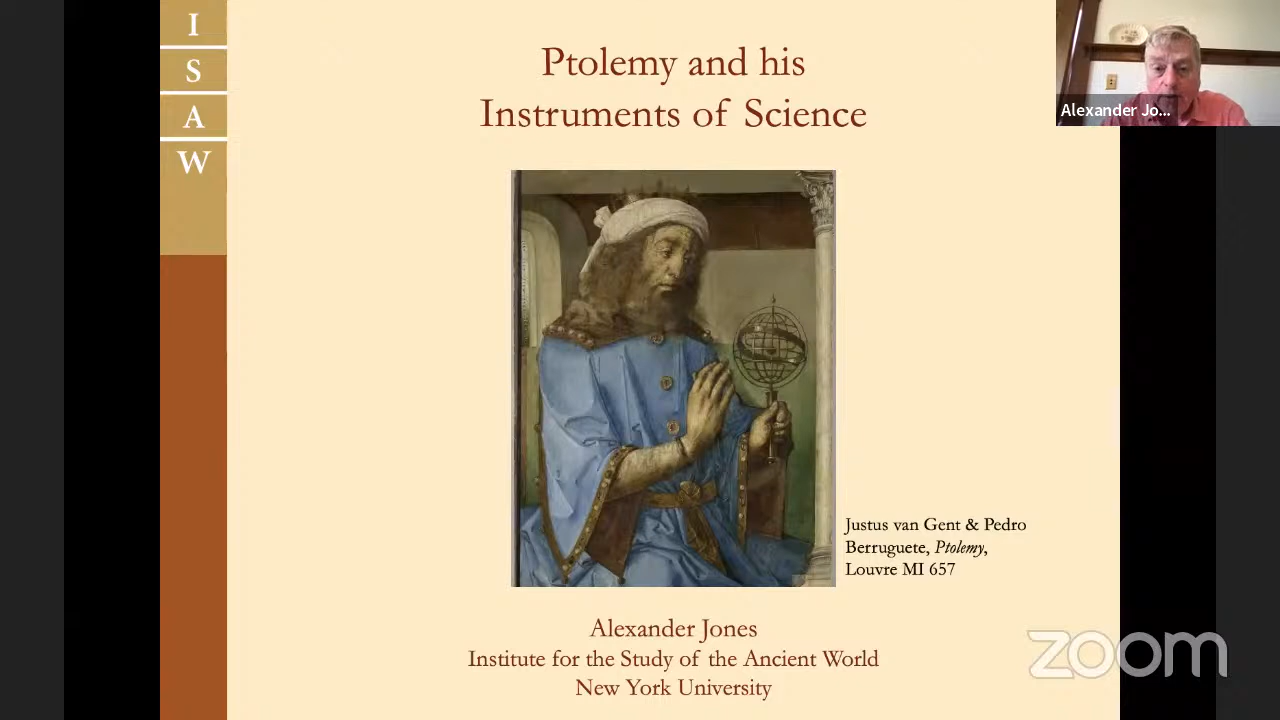 I
S
A
W
Ptolemy and his
Instruments of Science
Alexander Jo...
Justus van Gent & Pedro
Berruguete, Ptolemy,
Louvre MI 657
Alexander Jones
Institute for the Study of the Ancient World
New York University
zoom